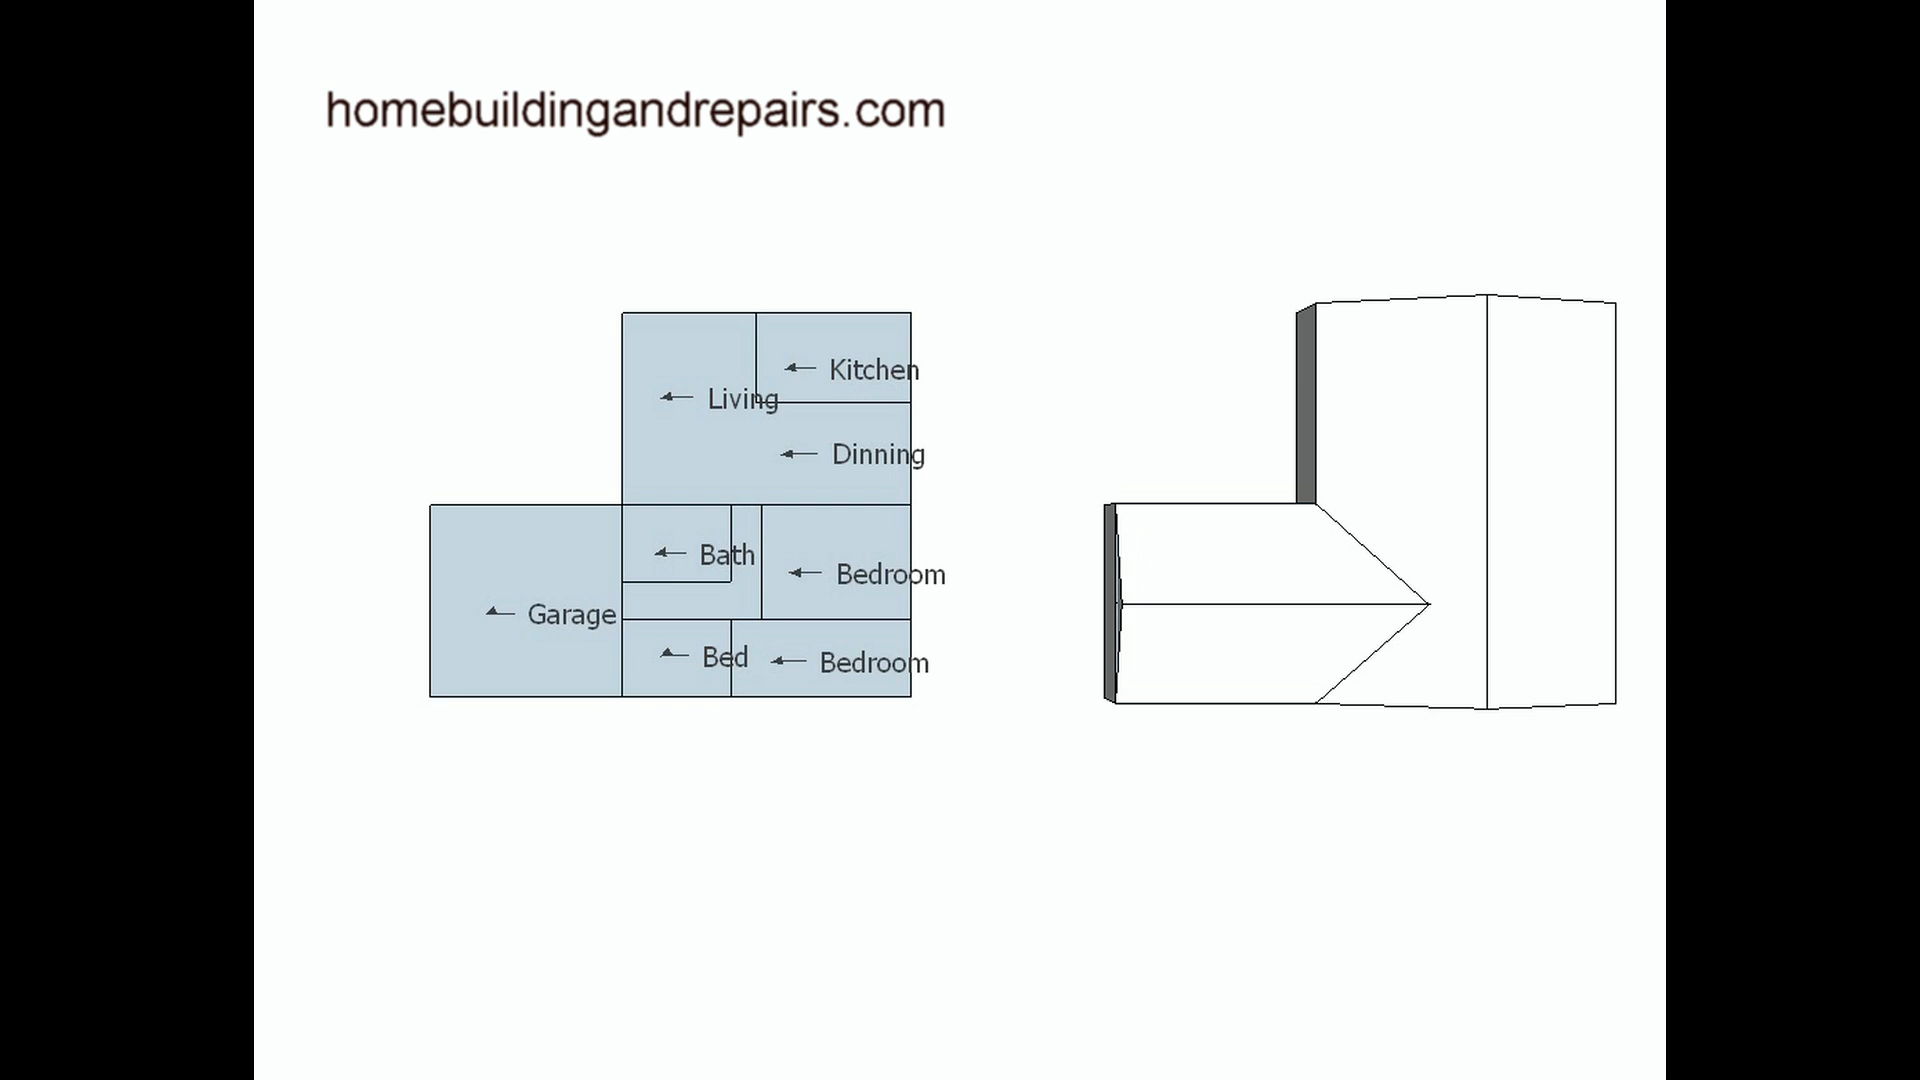 homebuildingandrepairs.com
Kitchen
Living
Dinning
Bath
Bedroom
Garage
Bed
Bedroom